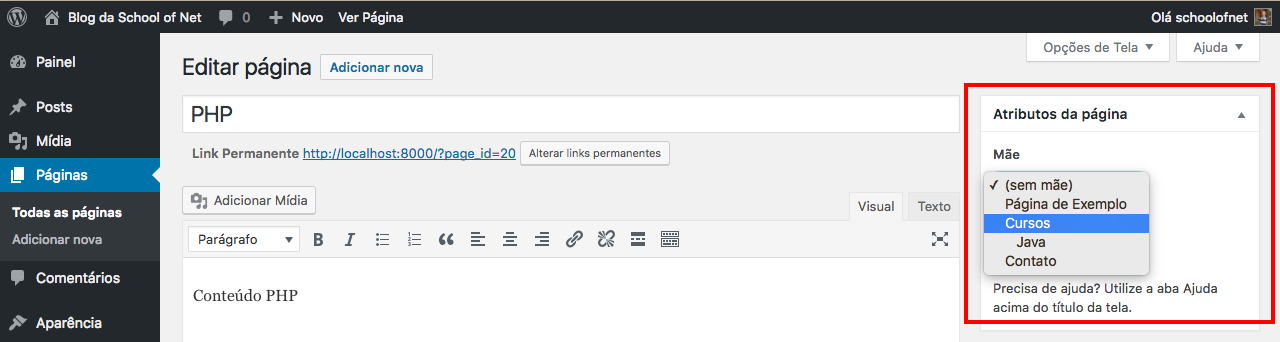 Blog da School of Net 0 Novo Ver Página Olá schoolofnet
Painel
Posts
Mídia
Páginas
Todas as páginas
Adicionar nova
Comentários
Aparência
Opções de Tela Ajuda
Editar página Adicionar nova
PHP
Link Permanente http://localhost:8000/?page_id=20 Alterar links permanentes
Adicionar Mídia
Visual Texto
Parágrafo
Conteúdo PHP
Atributos da página
Mãe
(sem mãe)
Página de Exemplo
Cursos
Java
Contato
Precisa de ajuda? Utilize a aba Ajuda
acima do título da tela.